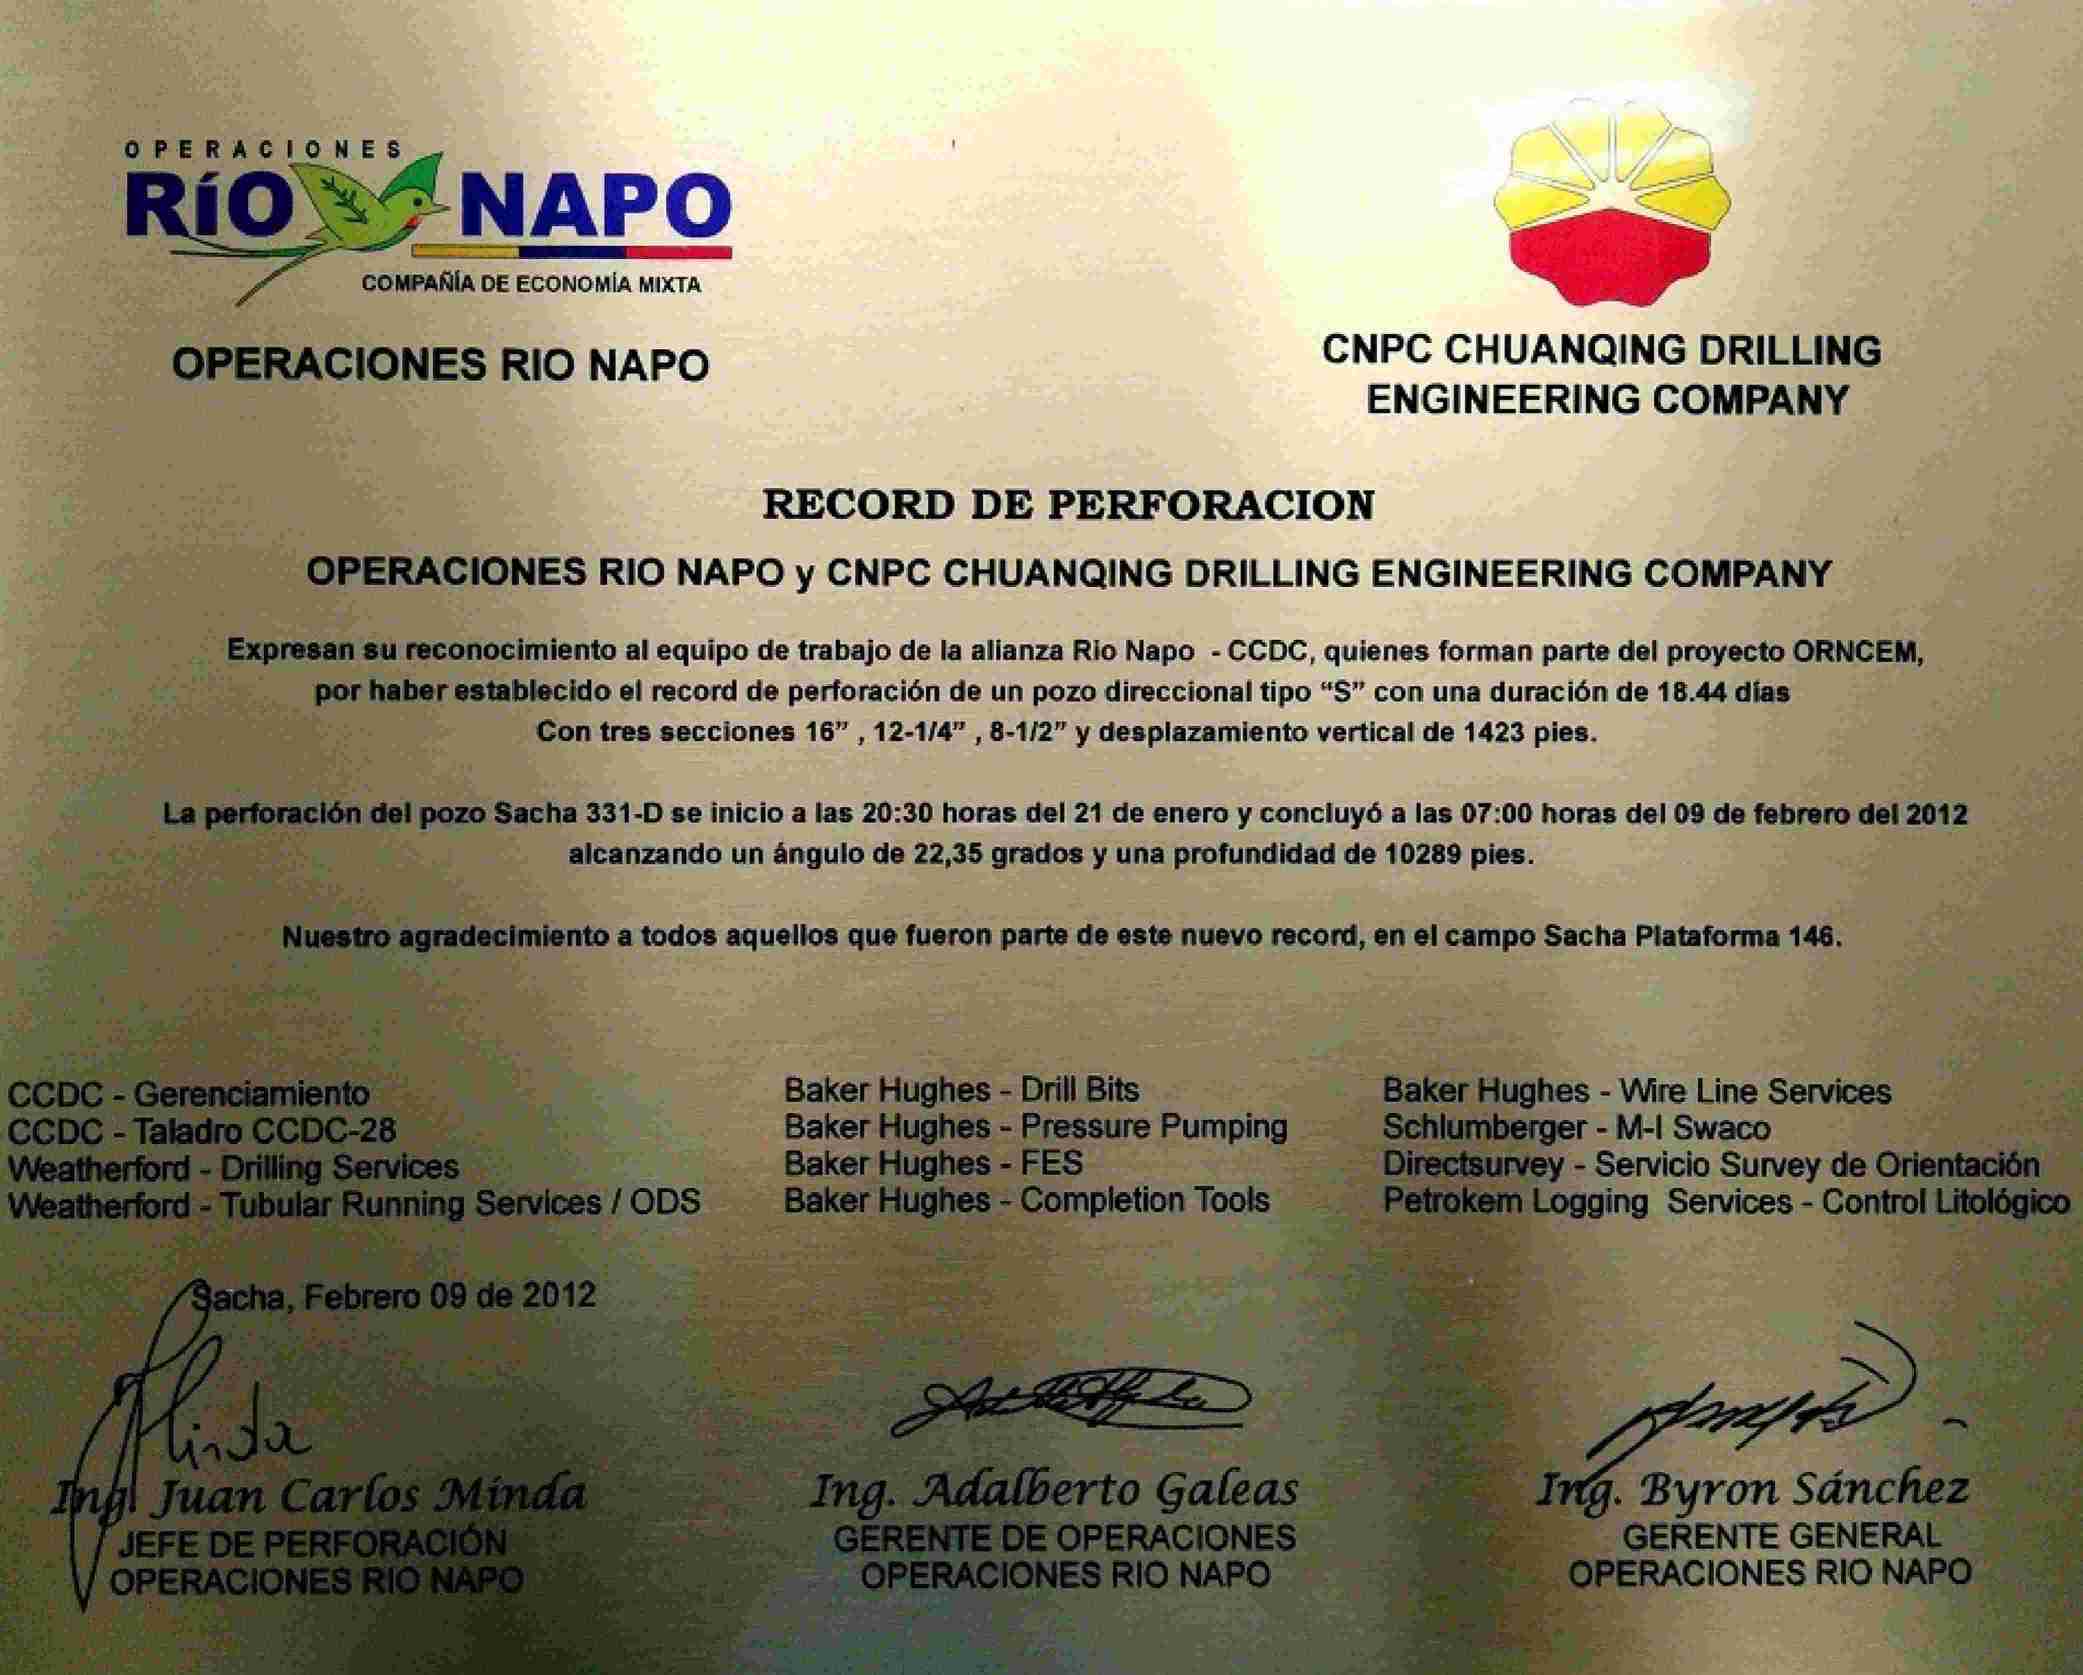 OPERACIONES
RíO NAPO
COMPAÑÍA DE ECONOMÍA MIXTA
OPERACIONES RIO NAPO
CNPC CHUANQING DRILLING
ENGINEERING COMPANY
RECORD DE PERFORACION
OPERACIONES RIO NAPO y CNPC CHUANQING DRILLING ENGINEERING COMPANY
Expresan su reconocimiento al equipo de trabajo de la alianza Rio Napo - CCDC, quienes forman parte del proyecto ORNCEM,
por haber establecido el record de perforación de un pozo direccional tipo “S” con una duración de 18.44 días
Con tres secciones 16” , 12-1/4” , 8-1/2” y desplazamiento vertical de 1423 pies.
La perforación del pozo Sacha 331-D se inicio a las 20:30 horas del 21 de enero y concluyó a las 07:00 horas del 09 de febrero del 2012
alcanzando un ángulo de 22,35 grados y una profundidad de 10289 pies.
Nuestro agradecimiento a todos aquellos que fueron parte de este nuevo record, en el campo Sacha Plataforma 146.
CCDC - Gerenciamiento
CCDC - Taladro CCDC-28
Weatherford - Drilling Services
Weatherford - Tubular Running Services / ODS
Baker Hughes - Drill Bits
Baker Hughes - Pressure Pumping
Baker Hughes - FES
Baker Hughes - Completion Tools
Baker Hughes - Wire Line Services
Schlumberger - M-I Swaco
Directsurvey - Servicio Survey de Orientación
Petrokem Logging Services - Control Litológico
Sacha, Febrero 09 de 2012
Minda
Ing. Juan Carlos Minda
JEFE DE PERFORACIÓN
OPERACIONES RIO NAPO
Ing. Adalberto Galeas
GERENTE DE OPERACIONES
OPERACIONES RIO NAPO
Ing. Byron Sánchez
GERENTE GENERAL
OPERACIONES RIO NAPO